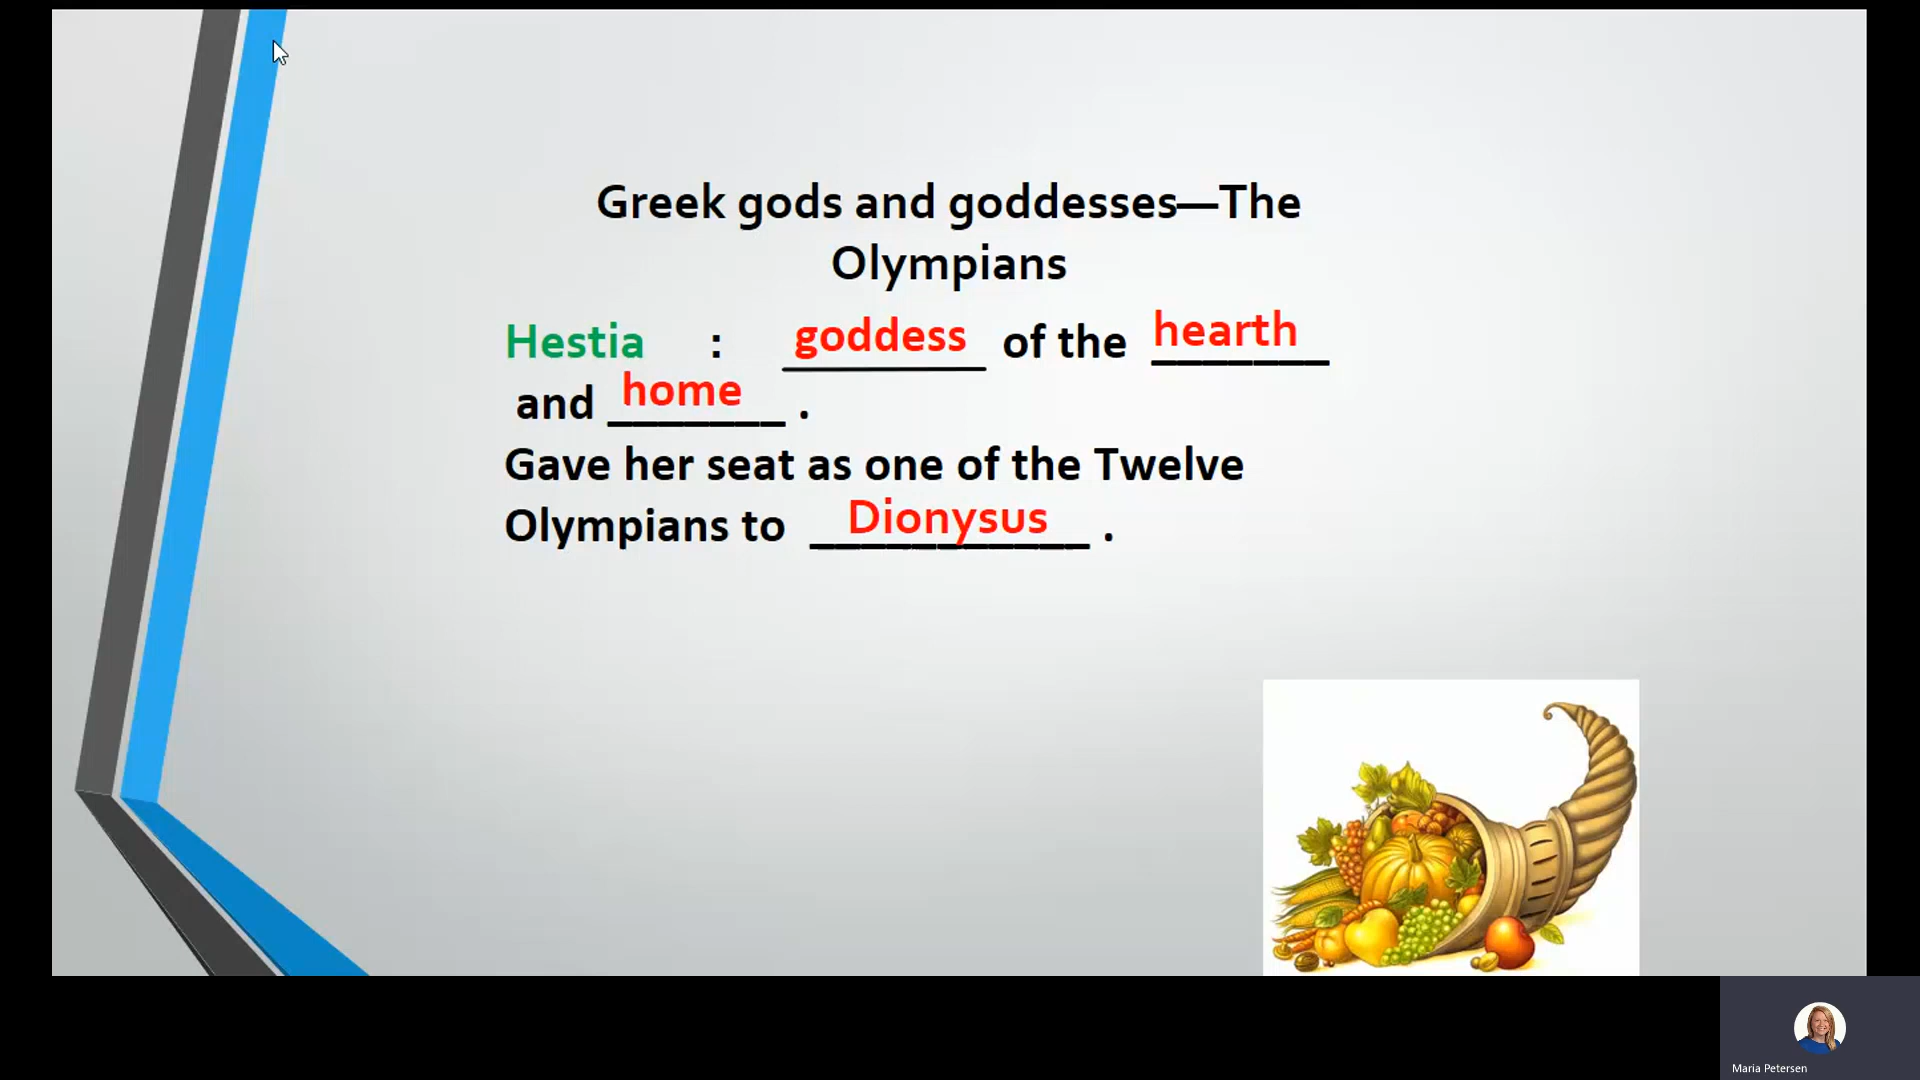 Greek gods and goddesses—The
Olympians
Hestia : goddess of the hearth
and home .
Gave her seat as one of the Twelve
Olympians to Dionysus .
Maria Petersen